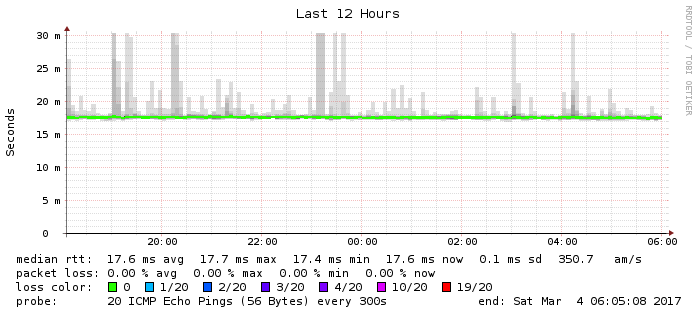 Last 12 Hours
RRDTOOL / TOBI OETIKER
Seconds
30 m
25 m
20 m
15 m
10 m
5 m
0
20:00 22:00 00:00 02:00 04:00 06:00
median rtt: 17.6 ms avg 17.7 ms max 17.4 ms min 17.6 ms now 0.1 ms sd 350.7 am/s
packet loss: 0.00 % avg 0.00 % max 0.00 % min 0.00 % now
loss color: 0 1/20 2/20 3/20 4/20 10/20 19/20
probe: 20 ICMP Echo Pings (56 Bytes) every 300s end: Sat Mar 4 06:05:08 2017